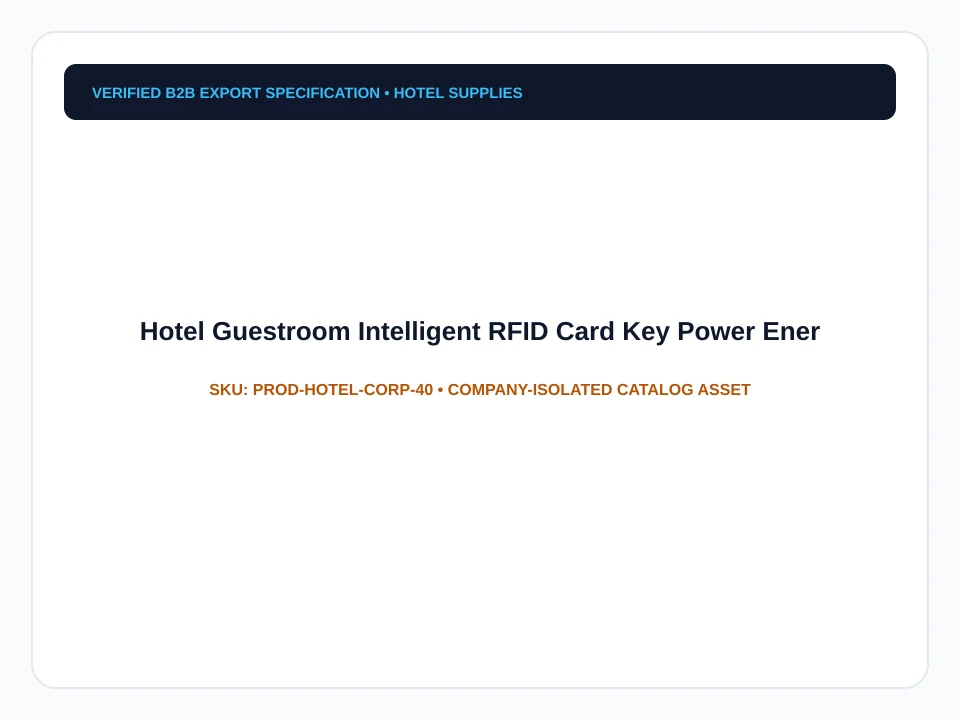 VERIFIED B2B EXPORT SPECIFICATION • HOTEL SUPPLIES
Hotel Guestroom Intelligent RFID Card Key Power Ener
SKU: PROD-HOTEL-CORP-40 • COMPANY-ISOLATED CATALOG ASSET